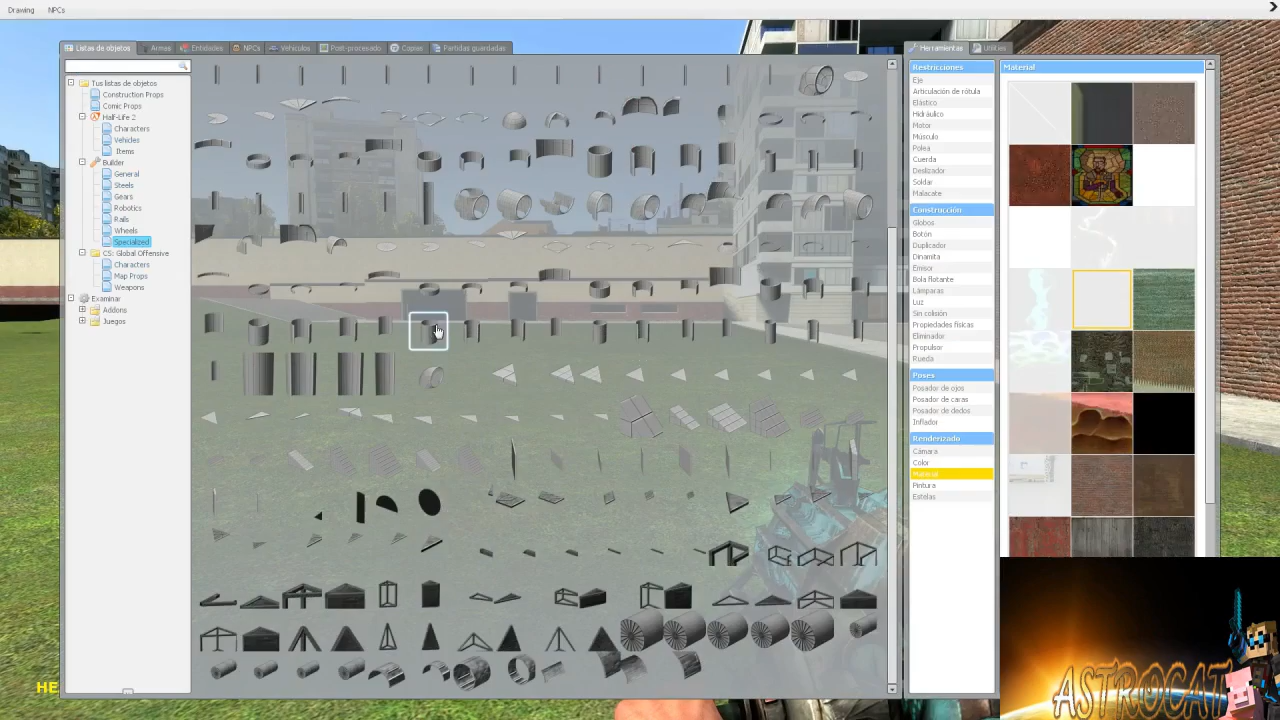 Drawing NPCs
Listas de objetos Armas Entidades NPCs Vehículos Post-procesado Copias Partidas guardadas
Herramientas Utilities
Tus listas de objetos
Construction Props
Comic Props
Half-Life 2
Characters
Vehicles
Items
Builder
General
Steels
Gears
Robotics
Rails
Wheels
Specialized
CS: Global Offensive
Characters
Map Props
Weapons
Examinar
Addons
Juegos
Restricciones
Eje
Articulación de rótula
Elástico
Hidráulico
Motor
Músculo
Polea
Cuerda
Deslizador
Soldar
Malacate
Construcción
Globos
Botón
Duplicador
Dinamita
Emisor
Bola flotante
Lámparas
Luz
Sin colisión
Propiedades físicas
Eliminador
Propulsor
Rueda
Poses
Posador de ojos
Posador de caras
Posador de dedos
Inflador
Renderizado
Cámara
Color
Material
Pintura
Estelas
Material
HE
ASTROCAT